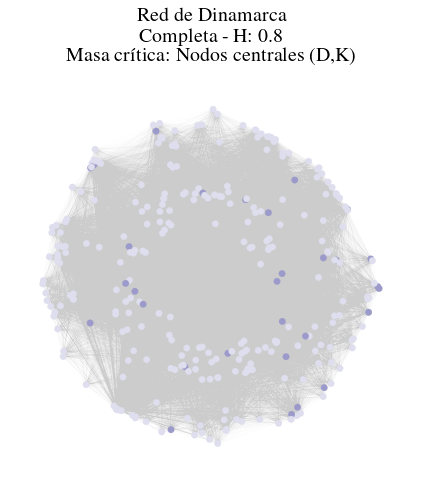 Red de Dinamarca
Completa - H: 0.8
Masa crítica: Nodos centrales (D,K)